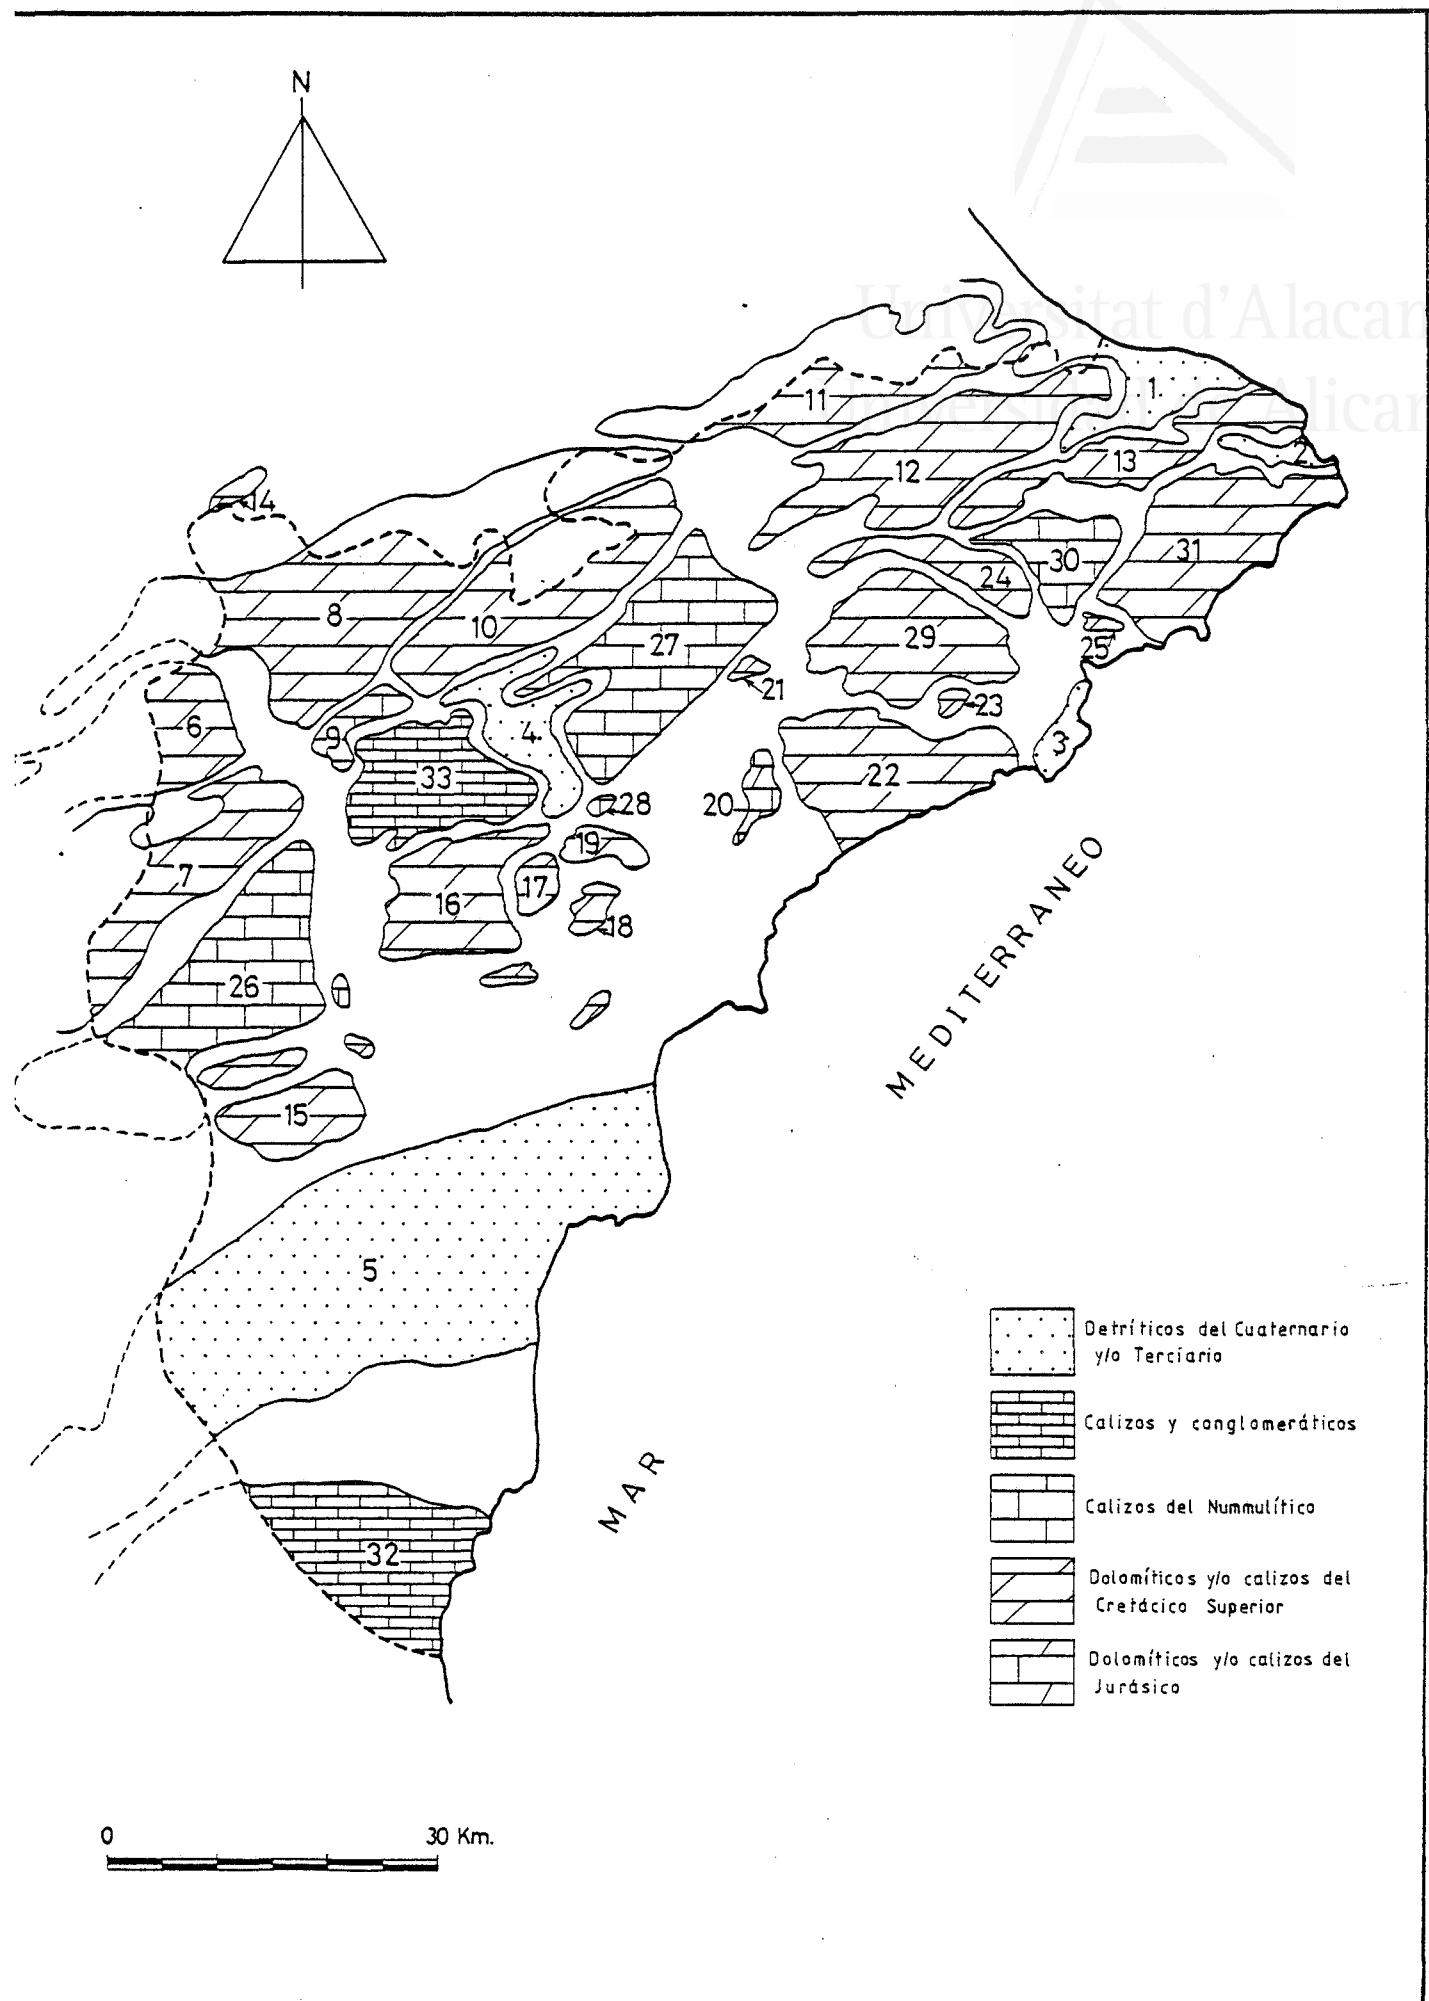 N
Universitat d'Alacan
Universidad de Alican
1
11
2
13
12
14
31
30
24
8
10
29
27
25
21
23
6
9
4
3
33
22
28
20
19
7
17
16
18
26
15
5
MEDITERRANEO
MAR
32
Detríticos del Cuaternario
y/o Terciario
Calizos y conglomeráticos
Calizos del Nummulítico
Dolomíticos y/o calizos del
Cretácico Superior
Dolomíticos y/o calizos del
Jurásico
0 30 Km.